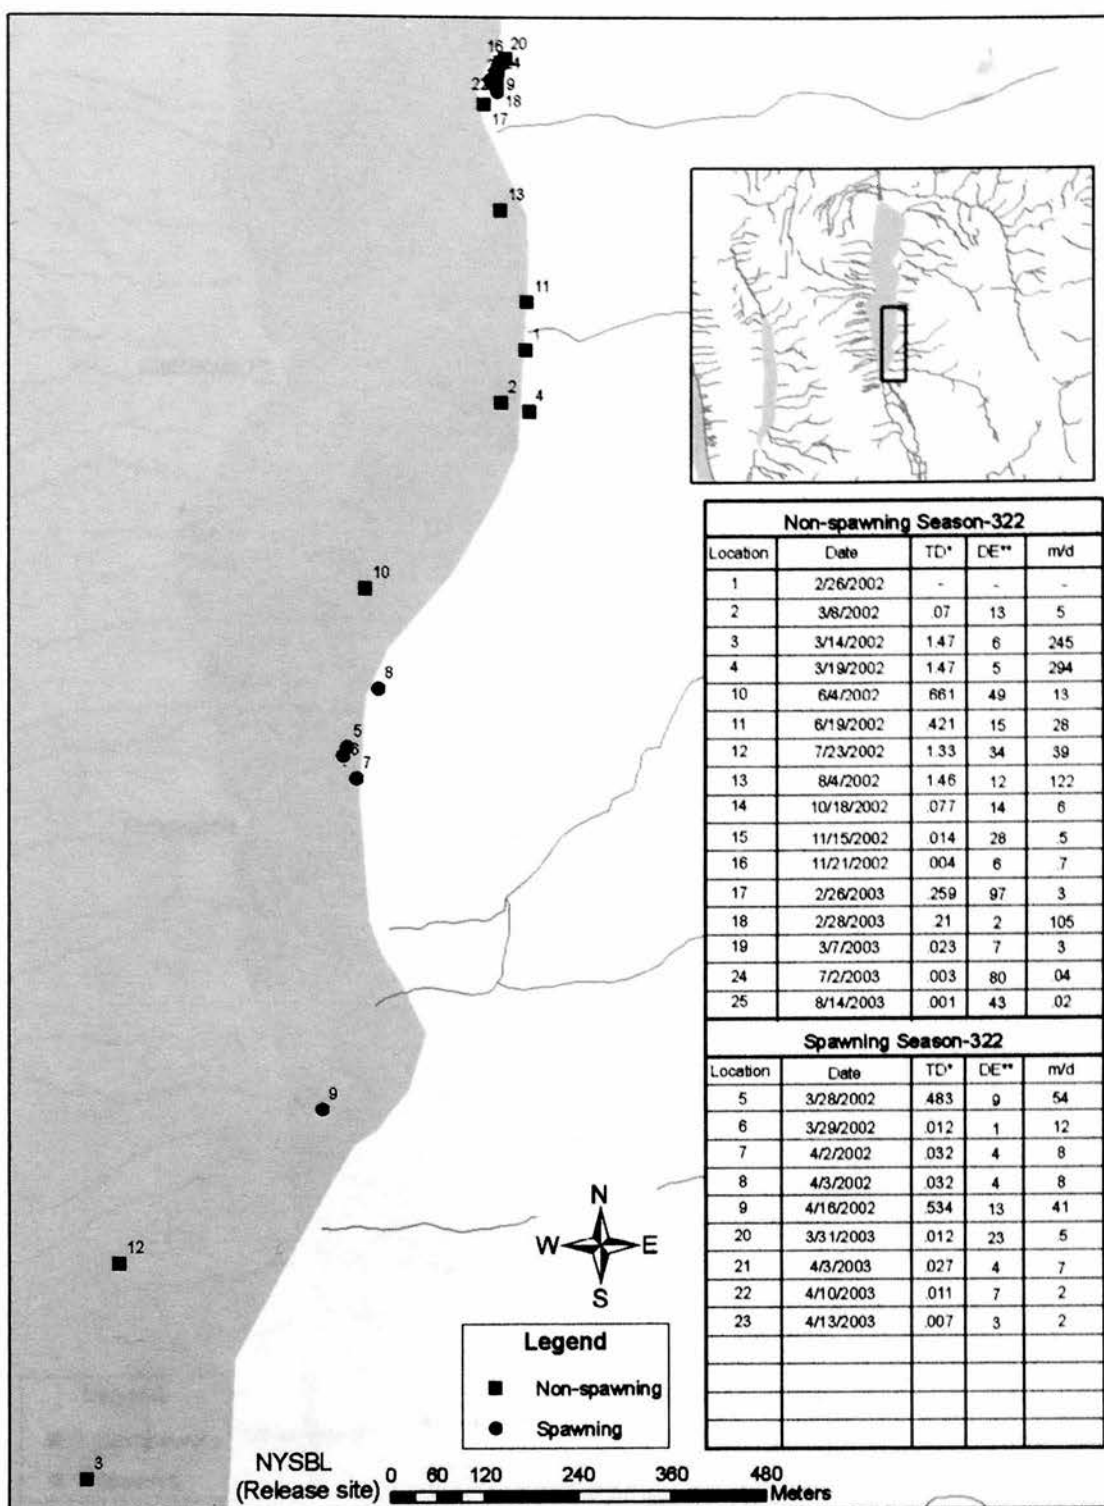 16 20
24
22 9
18
17
13
11
1
2 4
10
8
5
6
7
9
12
3
Non-spawning Season-322
Location Date TD* DE** m/d
1 2/26/2002 - - -
2 3/8/2002 .07 13 5
3 3/14/2002 1.47 6 245
4 3/19/2002 1.47 5 294
10 6/4/2002 661 49 13
11 6/19/2002 .421 15 28
12 7/23/2002 1.33 34 39
13 8/4/2002 1.46 12 122
14 10/18/2002 .077 14 6
15 11/15/2002 .014 28 .5
16 11/21/2002 004 6 .7
17 2/26/2003 .259 97 3
18 2/28/2003 .21 2 105
19 3/7/2003 .023 7 3
24 7/2/2003 .003 80 04
25 8/14/2003 .001 43 .02
Spawning Season-322
Location Date TD* DE** m/d
5 3/28/2002 .483 9 54
6 3/29/2002 .012 1 12
7 4/2/2002 .032 4 8
8 4/3/2002 .032 4 8
9 4/16/2002 .534 13 41
20 3/31/2003 .012 23 .5
21 4/3/2003 .027 4 7
22 4/10/2003 .011 7 2
23 4/13/2003 .007 3 2
N
W E
S
Legend
Non-spawning
Spawning
NYSBL
(Release site)
0 60 120 240 360 480
Meters